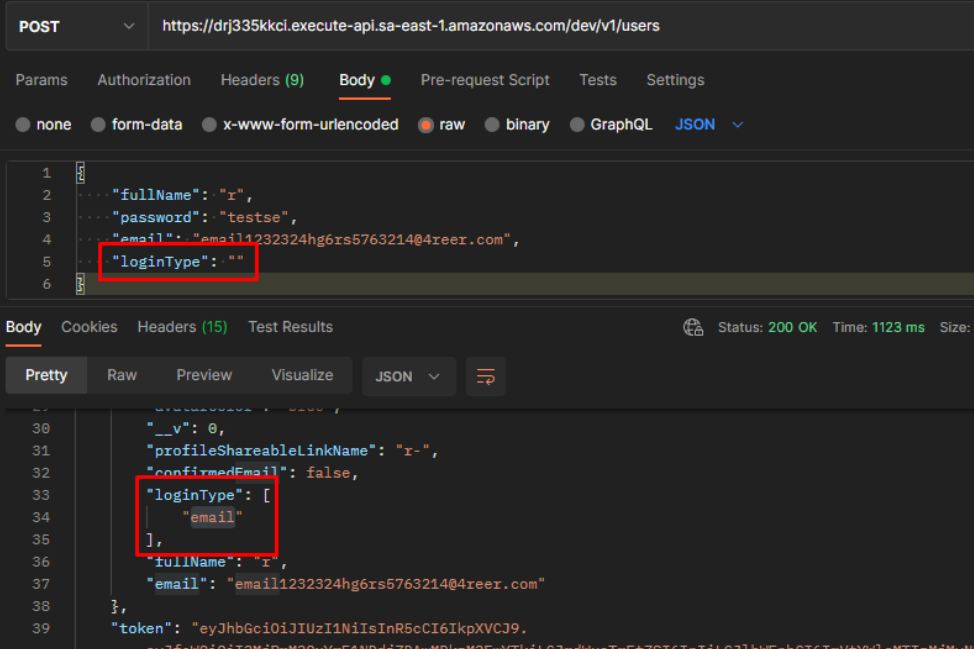 POST https://drj335kkci.execute-api.sa-east-1.amazonaws.com/dev/v1/users
Params Authorization Headers (9) Body Pre-request Script Tests Settings
none form-data x-www-form-urlencoded raw binary GraphQL JSON
1 {
2 "fullName": "r",
3 "password": "testse",
4 "email": "email1232324hg6rs5763214@4reer.com",
5 "loginType": ""
6 }
Body Cookies Headers (15) Test Results Status: 200 OK Time: 1123 ms Size:
Pretty Raw Preview Visualize JSON
30 "__v": 0,
31 "profileShareableLinkName": "r-",
32 "confirmedEmail": false,
33 "loginType": [
34 "email"
35 ],
36 "fullName": "r",
37 "email": "email1232324hg6rs5763214@4reer.com"
38 },
39 "token": "eyJhbGciOiJIUzI1NiIsInR5cCI6IkpXVCJ9.